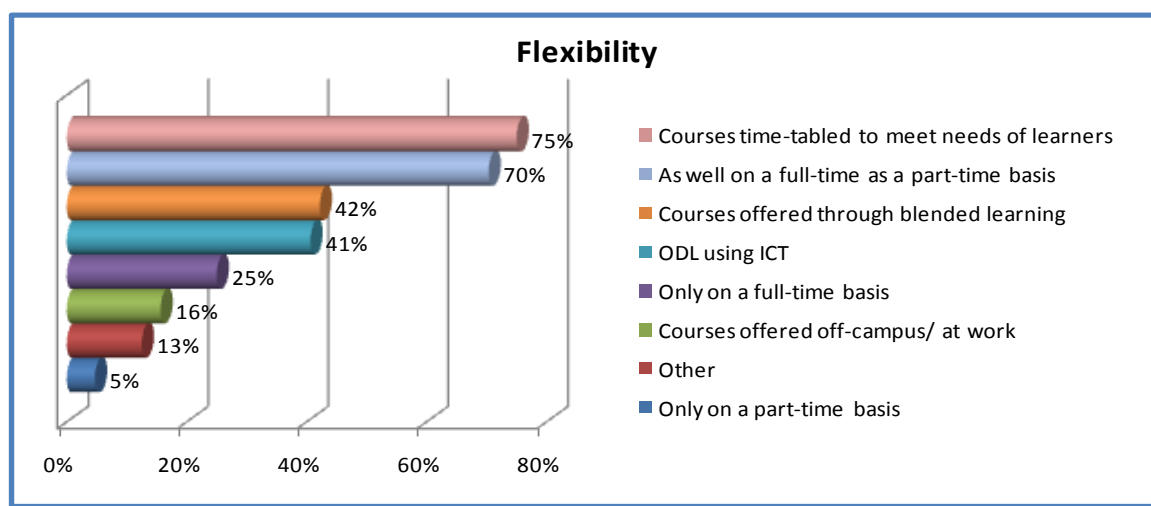 Flexibility
75%
70%
42%
41%
25%
16%
13%
5%
0%
20%
40%
60%
80%
Courses time-tabled to meet needs of learners
As well on a full-time as a part-time basis
Courses offered through blended learning
ODL using ICT
Only on a full-time basis
Courses offered off-campus/ at work
Other
Only on a part-time basis